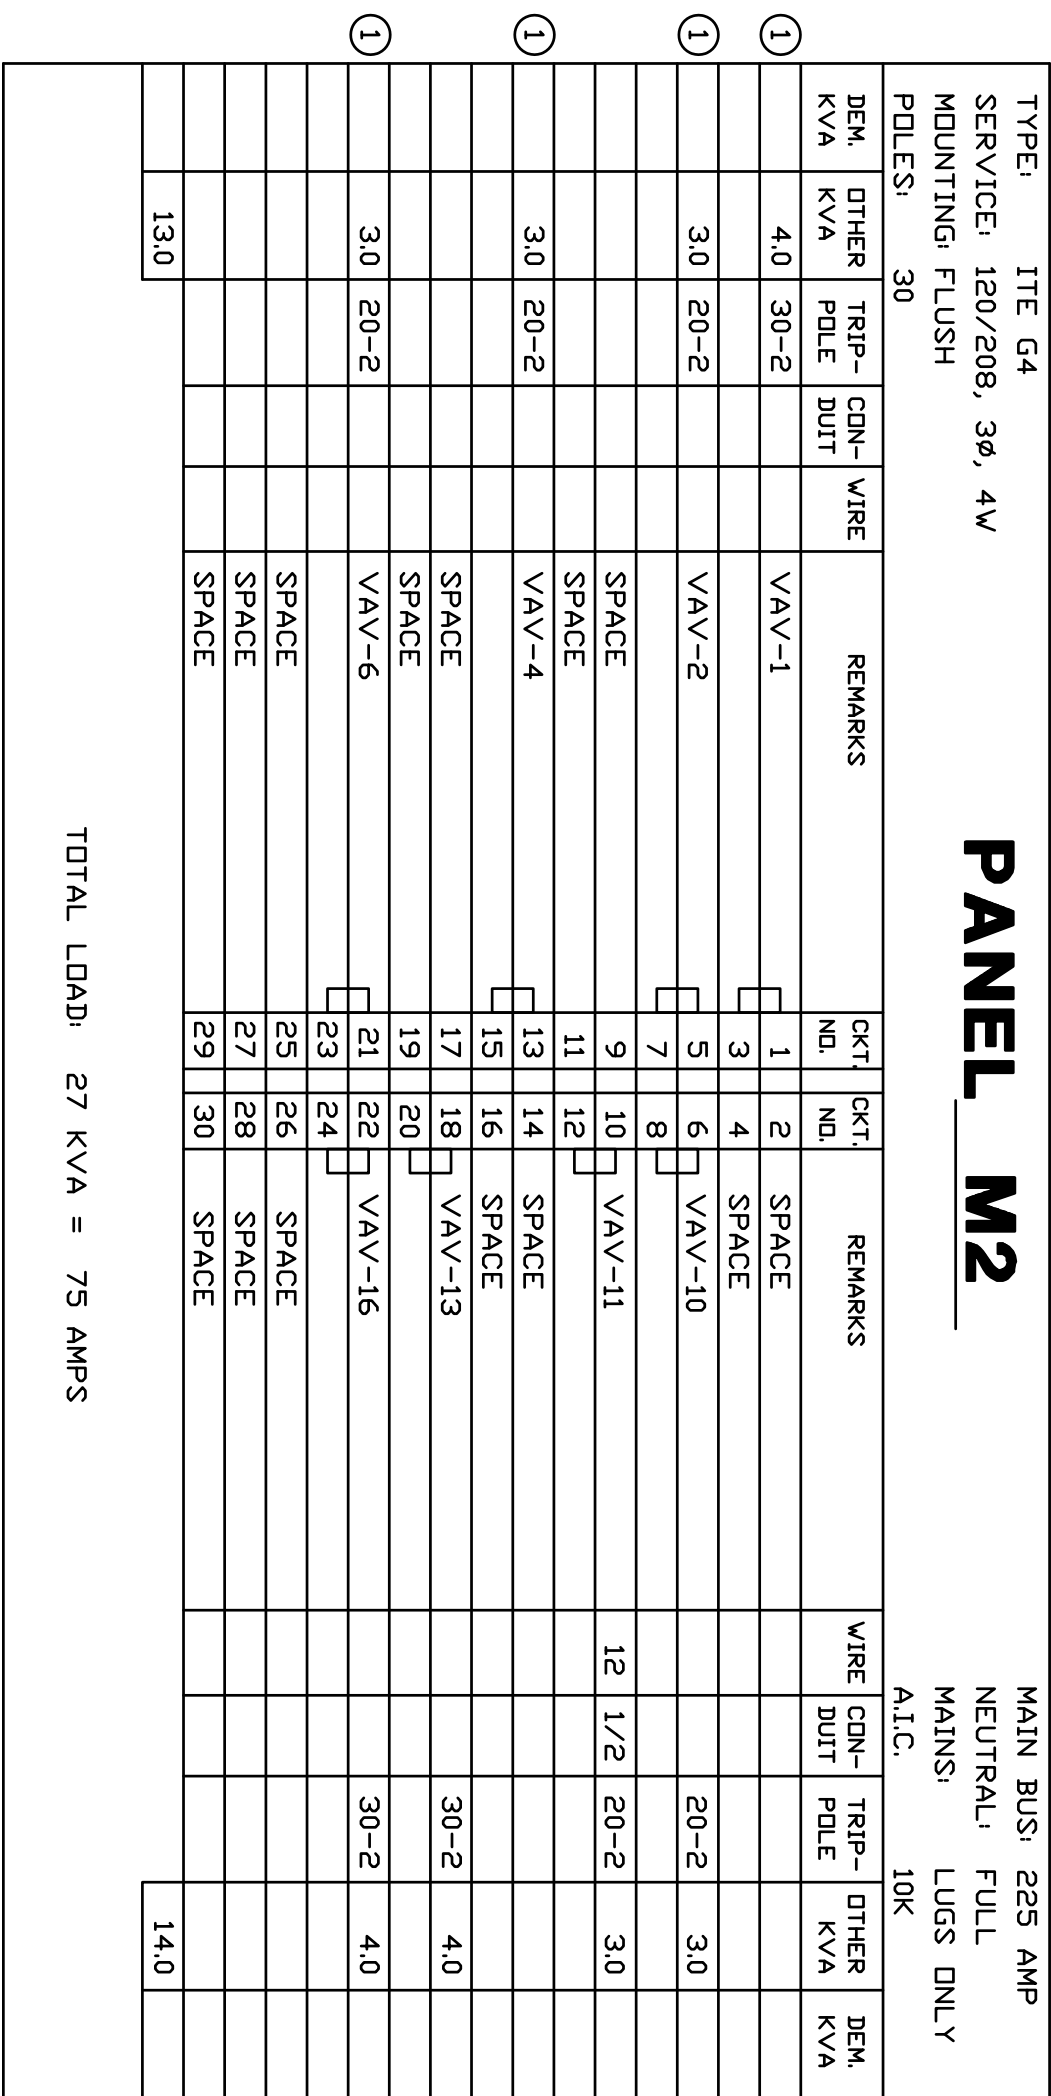 PANEL M2
TYPE: ITE G4 MAIN BUS: 225 AMP
SERVICE: 120/208, 3Ø, 4W NEUTRAL: FULL
MOUNTING: FLUSH MAINS: LUGS ONLY
POLES: 30 A.I.C. 10K
DEM. KVA OTHER KVA TRIP-POLE CON-DUIT WIRE REMARKS CKT. NO. CKT. NO. REMARKS WIRE CON-DUIT TRIP-POLE OTHER KVA DEM. KVA
1 4.0 30-2 VAV-1 1 2 SPACE
3 4 SPACE
1 3.0 20-2 VAV-2 5 6 VAV-10 20-2 3.0
7 8
SPACE 9 10 VAV-11 12 1/2 20-2 3.0
SPACE 11 12
1 3.0 20-2 VAV-4 13 14 SPACE
15 16 SPACE
SPACE 17 18 VAV-13 30-2 4.0
SPACE 19 20
1 3.0 20-2 VAV-6 21 22 VAV-16 30-2 4.0
23 24
SPACE 25 26 SPACE
SPACE 27 28 SPACE
SPACE 29 30 SPACE
13.0 14.0
TOTAL LOAD: 27 KVA = 75 AMPS